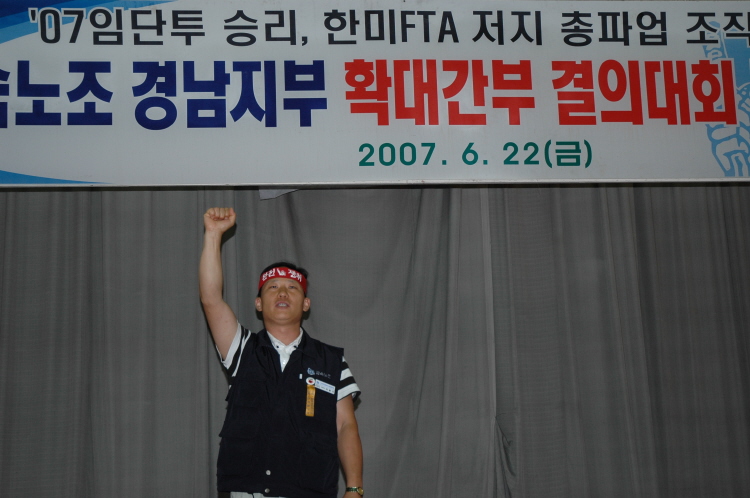 '07임단투 승리, 한미FTA 저지 총파업 조직
노조 경남지부 확대간부 결의대회
2007. 6. 22(금)